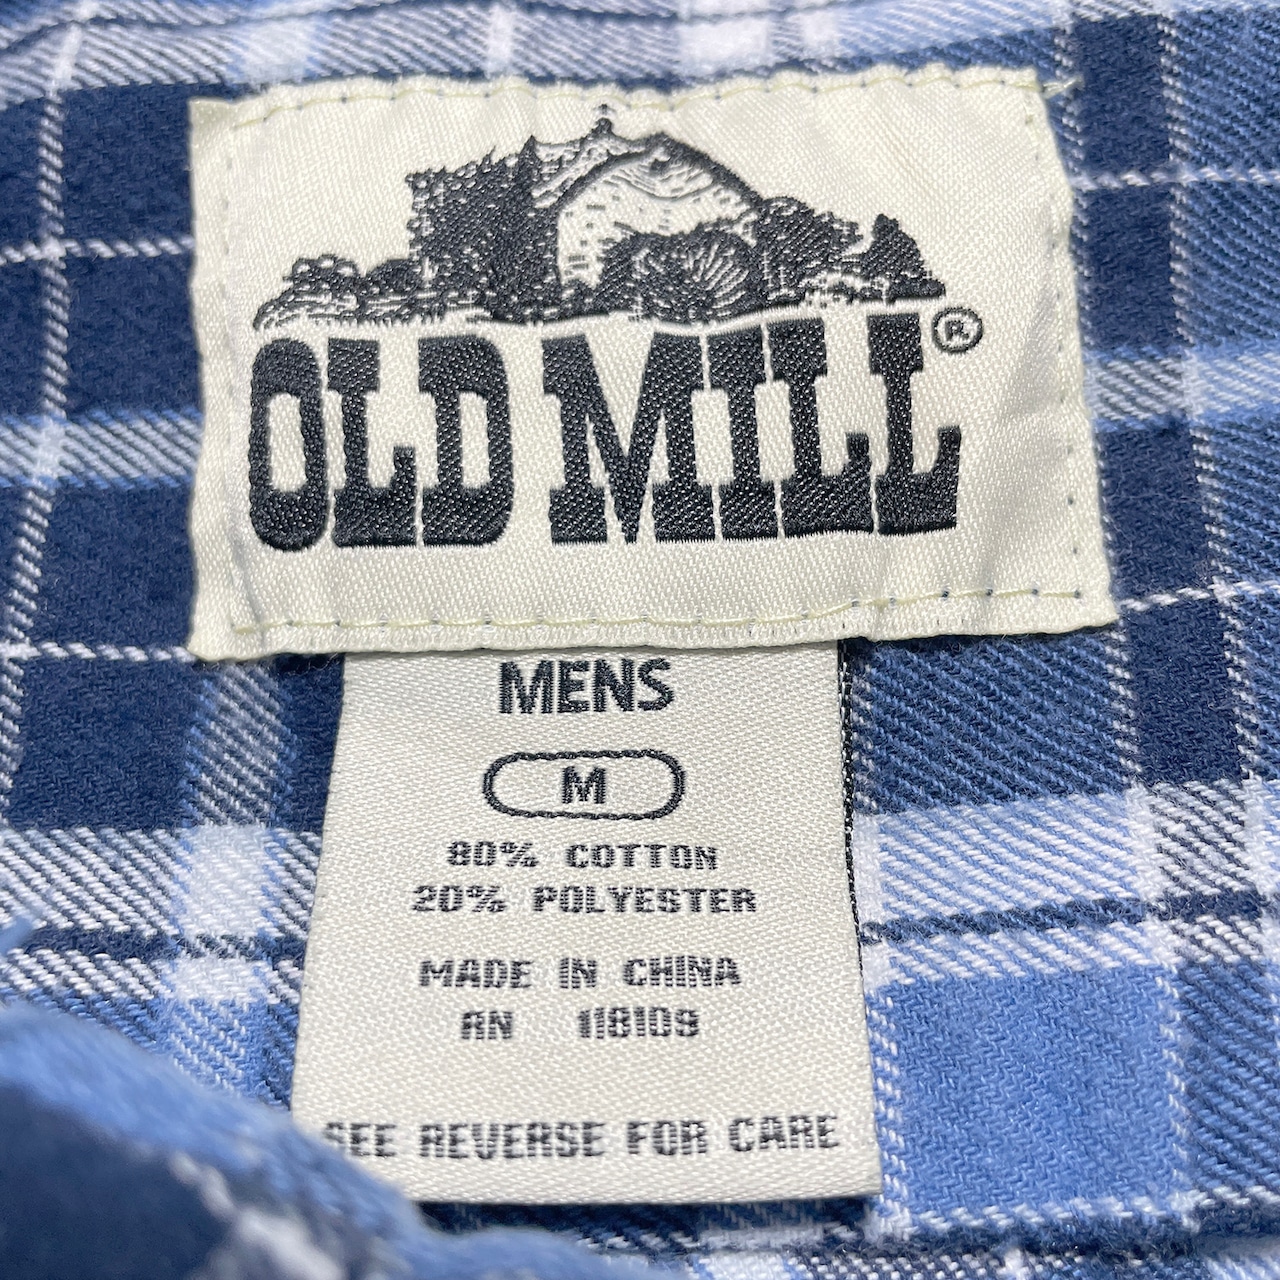 OLD MILL®
MENS
M
80% COTTON
20% POLYESTER
MADE IN CHINA
RN 118109
SEE REVERSE FOR CARE